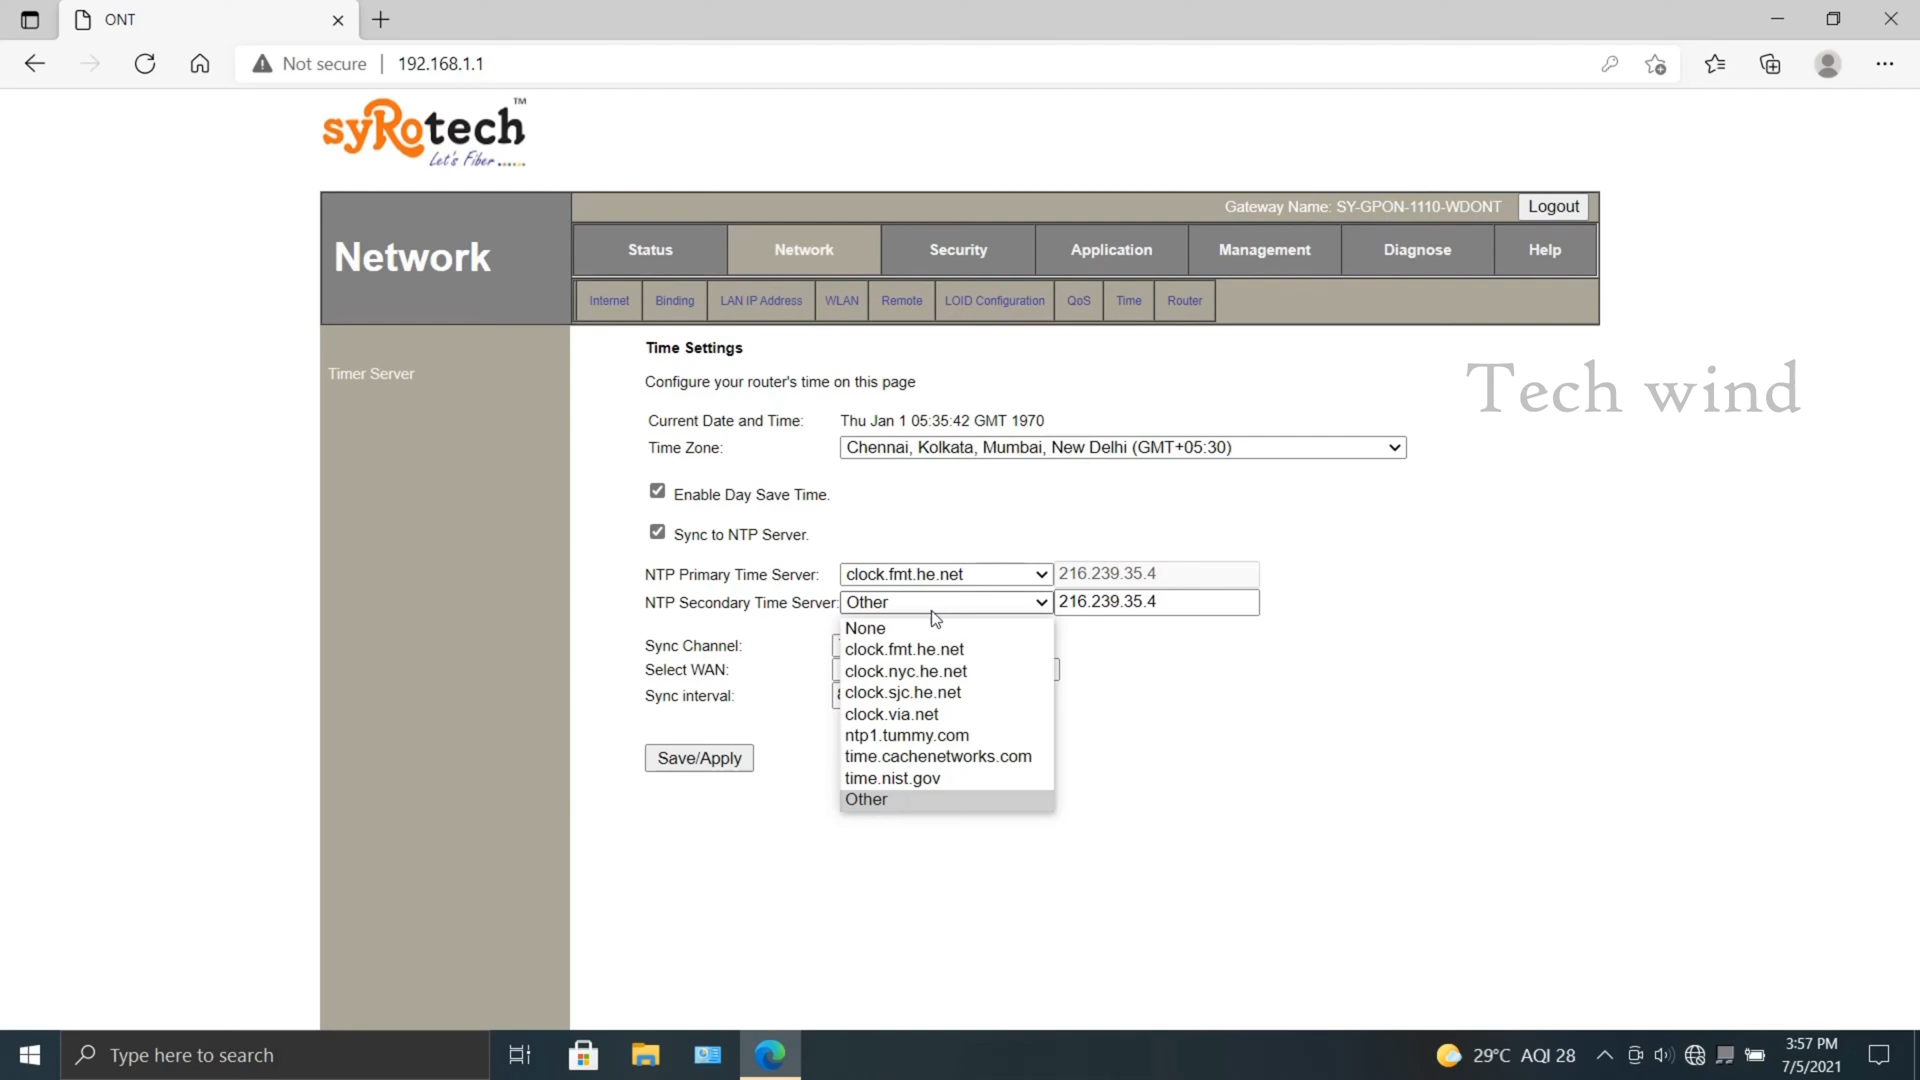 ONT
Not secure
192.168.1.1
syRotech TM
Let's Fiber .....
Gateway Name: SY-GPON-1110-WDONT
Logout
Network
Status
Network
Security
Application
Management
Diagnose
Help
Internet
Binding
LAN IP Address
WLAN
Remote
LOID Configuration
QoS
Time
Router
Timer Server
Time Settings
Configure your router's time on this page
Tech wind
Current Date and Time: Thu Jan 1 05:35:42 GMT 1970
Time Zone: Chennai, Kolkata, Mumbai, New Delhi (GMT+05:30)
Enable Day Save Time.
Sync to NTP Server.
NTP Primary Time Server: clock.fmt.he.net 216.239.35.4
NTP Secondary Time Server: Other 216.239.35.4
None
clock.fmt.he.net
clock.nyc.he.net
clock.sjc.he.net
clock.via.net
ntp1.tummy.com
time.cachenetworks.com
time.nist.gov
Other
Sync Channel:
Select WAN:
Sync interval:
Save/Apply
Type here to search
29°C AQI 28
3:57 PM
7/5/2021